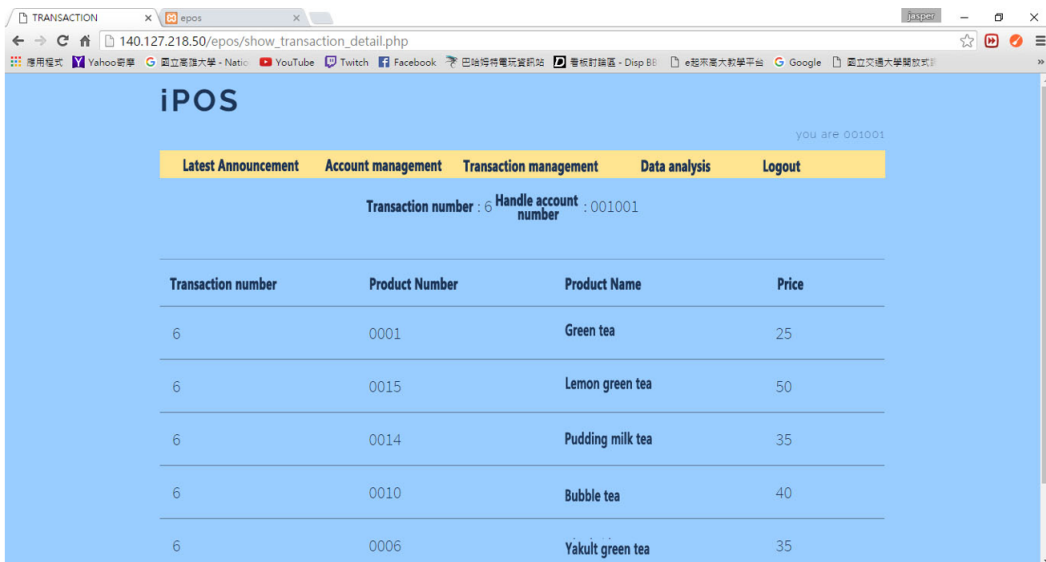 TRANSACTION
epos
jasper
140.127.218.50/epos/show_transaction_detail.php
應用程式 Yahoo奇摩 國立高雄大學 - Natio YouTube Twitch Facebook 巴哈姆特電玩資訊站 看板討論區 - Disp BB e起來高大教學平台 Google 國立交通大學開放式
iPOS
you are 001001
Latest Announcement Account management Transaction management Data analysis Logout
Transaction number : 6 Handle account number : 001001
Transaction number Product Number Product Name Price
6 0001 Green tea 25
6 0015 Lemon green tea 50
6 0014 Pudding milk tea 35
6 0010 Bubble tea 40
6 0006 Yakult green tea 35